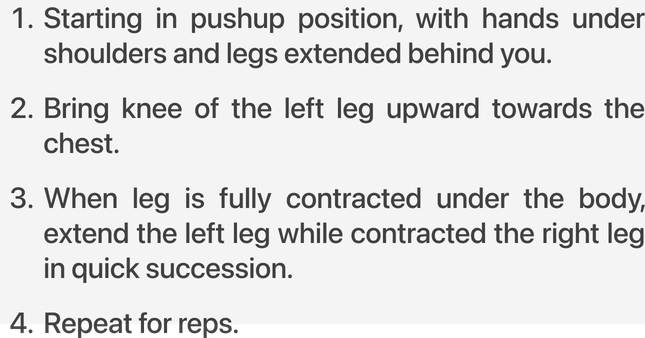 1. Starting in pushup position, with hands under
shoulders and legs extended behind you.
2. Bring knee of the left leg upward towards the
chest.
3. When leg is fully contracted under the body,
extend the left leg while contracted the right leg
in quick succession.
4. Repeat for reps.